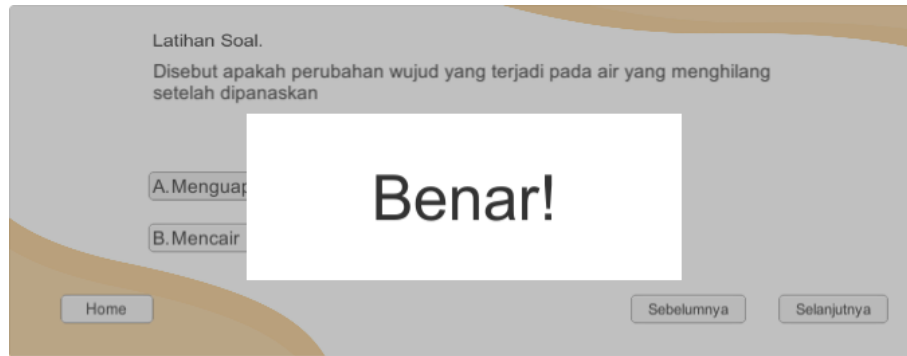 Latihan Soal.
Disebut apakah perubahan wujud yang terjadi pada air yang menghilang
setelah dipanaskan
Benar!
A.Menguap
B.Mencair
Home
Sebelumnya
Selanjutnya